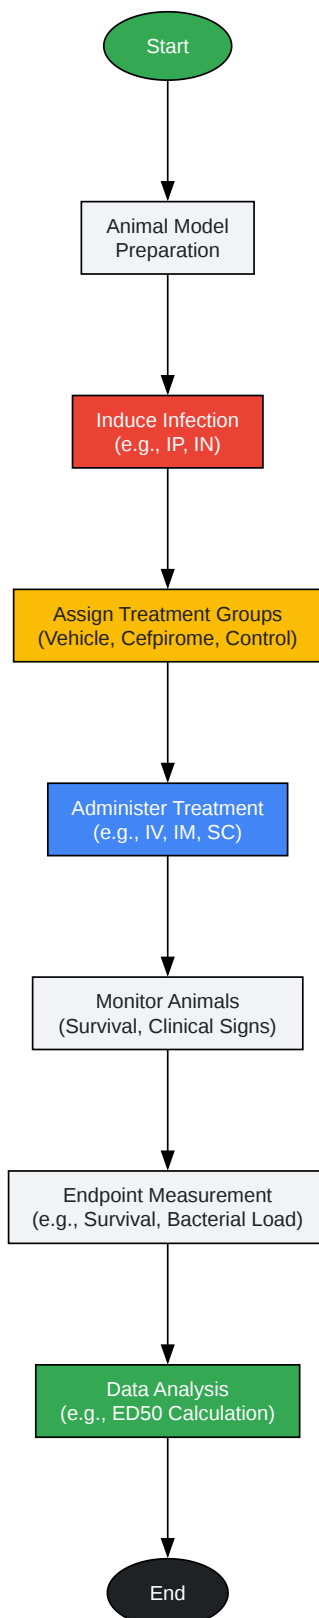 Start
Animal Model
Preparation
Induce Infection
(e.g., IP, IN)
Assign Treatment Groups
(Vehicle, Cefpirome, Control)
Administer Treatment
(e.g., IV, IM, SC)
Monitor Animals
(Survival, Clinical Signs)
Endpoint Measurement
(e.g., Survival, Bacterial Load)
Data Analysis
(e.g., ED50 Calculation)
End